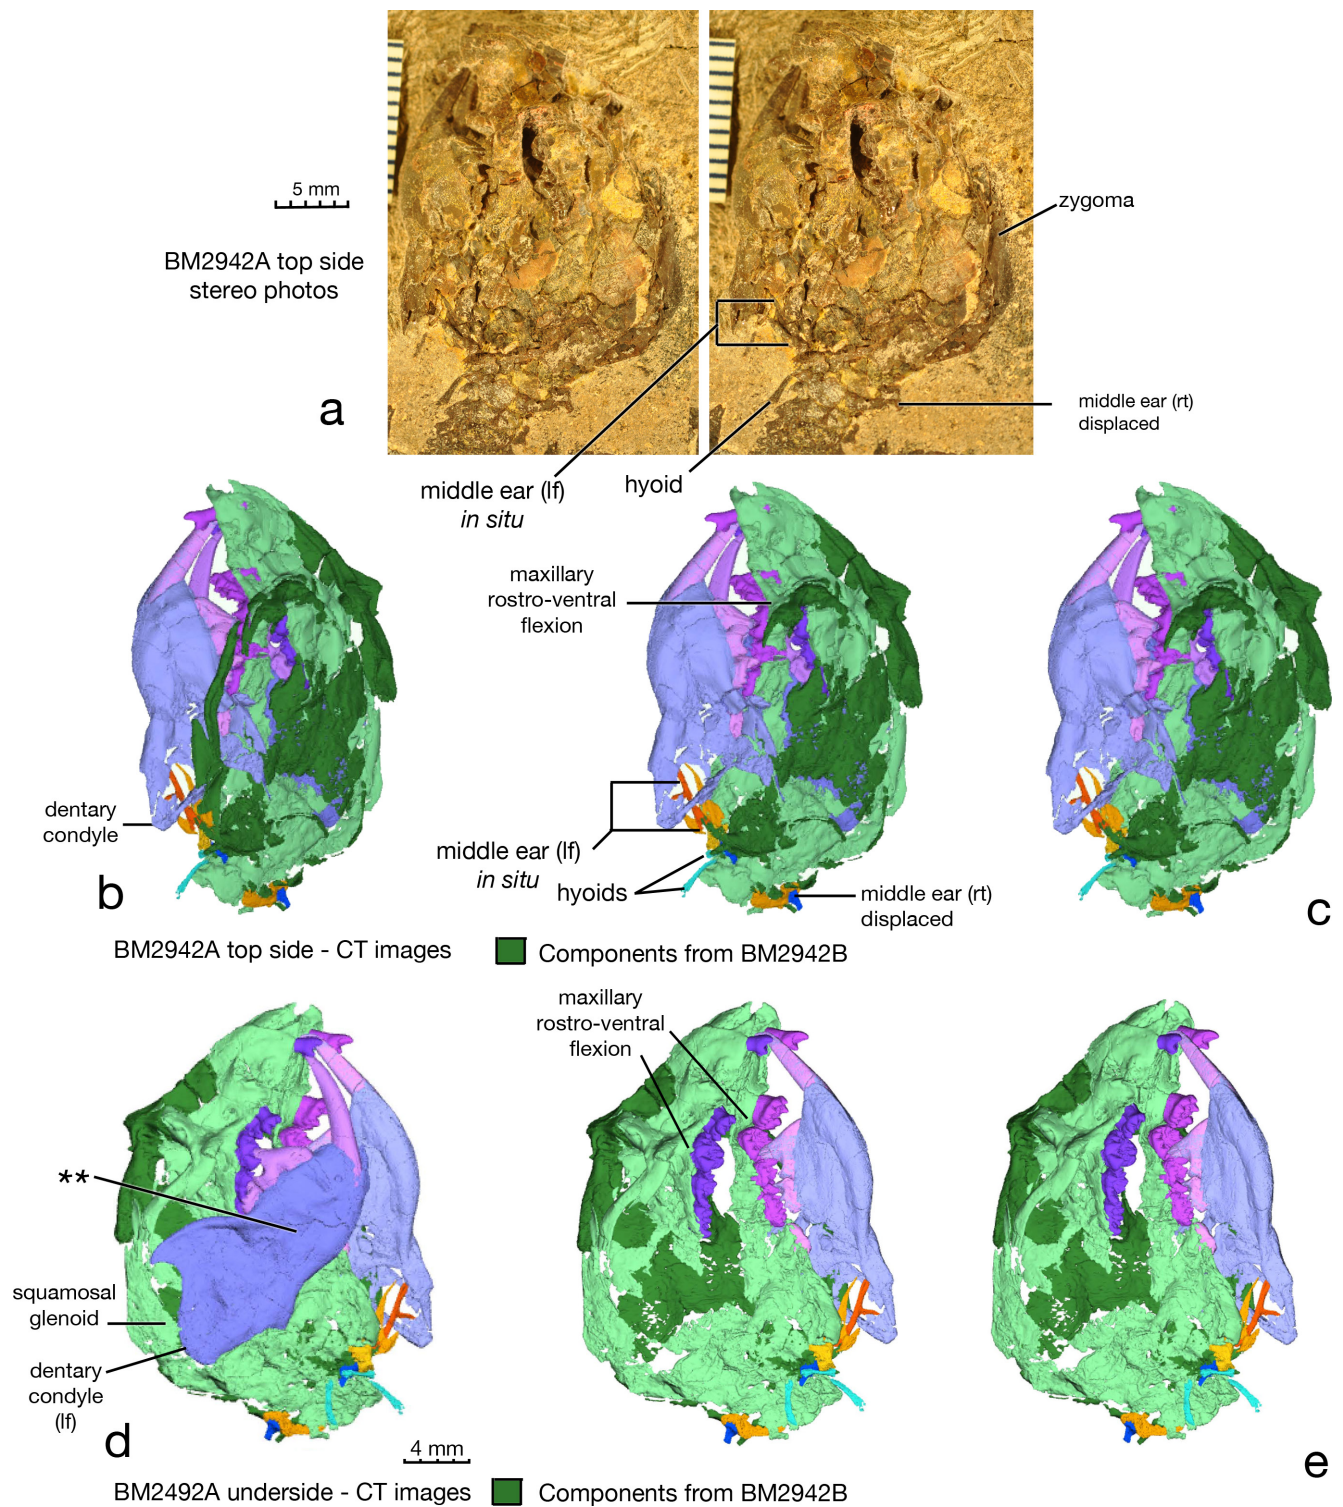 5 mm
BM2942A top side
stereo photos
zygoma
a
middle ear (rt)
displaced
middle ear (lf)
in situ
hyoid
maxillary
rostro-ventral
flexion
dentary
condyle
middle ear (lf)
in situ
hyoids
middle ear (rt)
displaced
b
c
BM2942A top side - CT images
Components from BM2942B
maxillary
rostro-ventral
flexion
**
squamosal
glenoid
dentary
condyle
(lf)
d
4 mm
e
BM2492A underside - CT images
Components from BM2942B